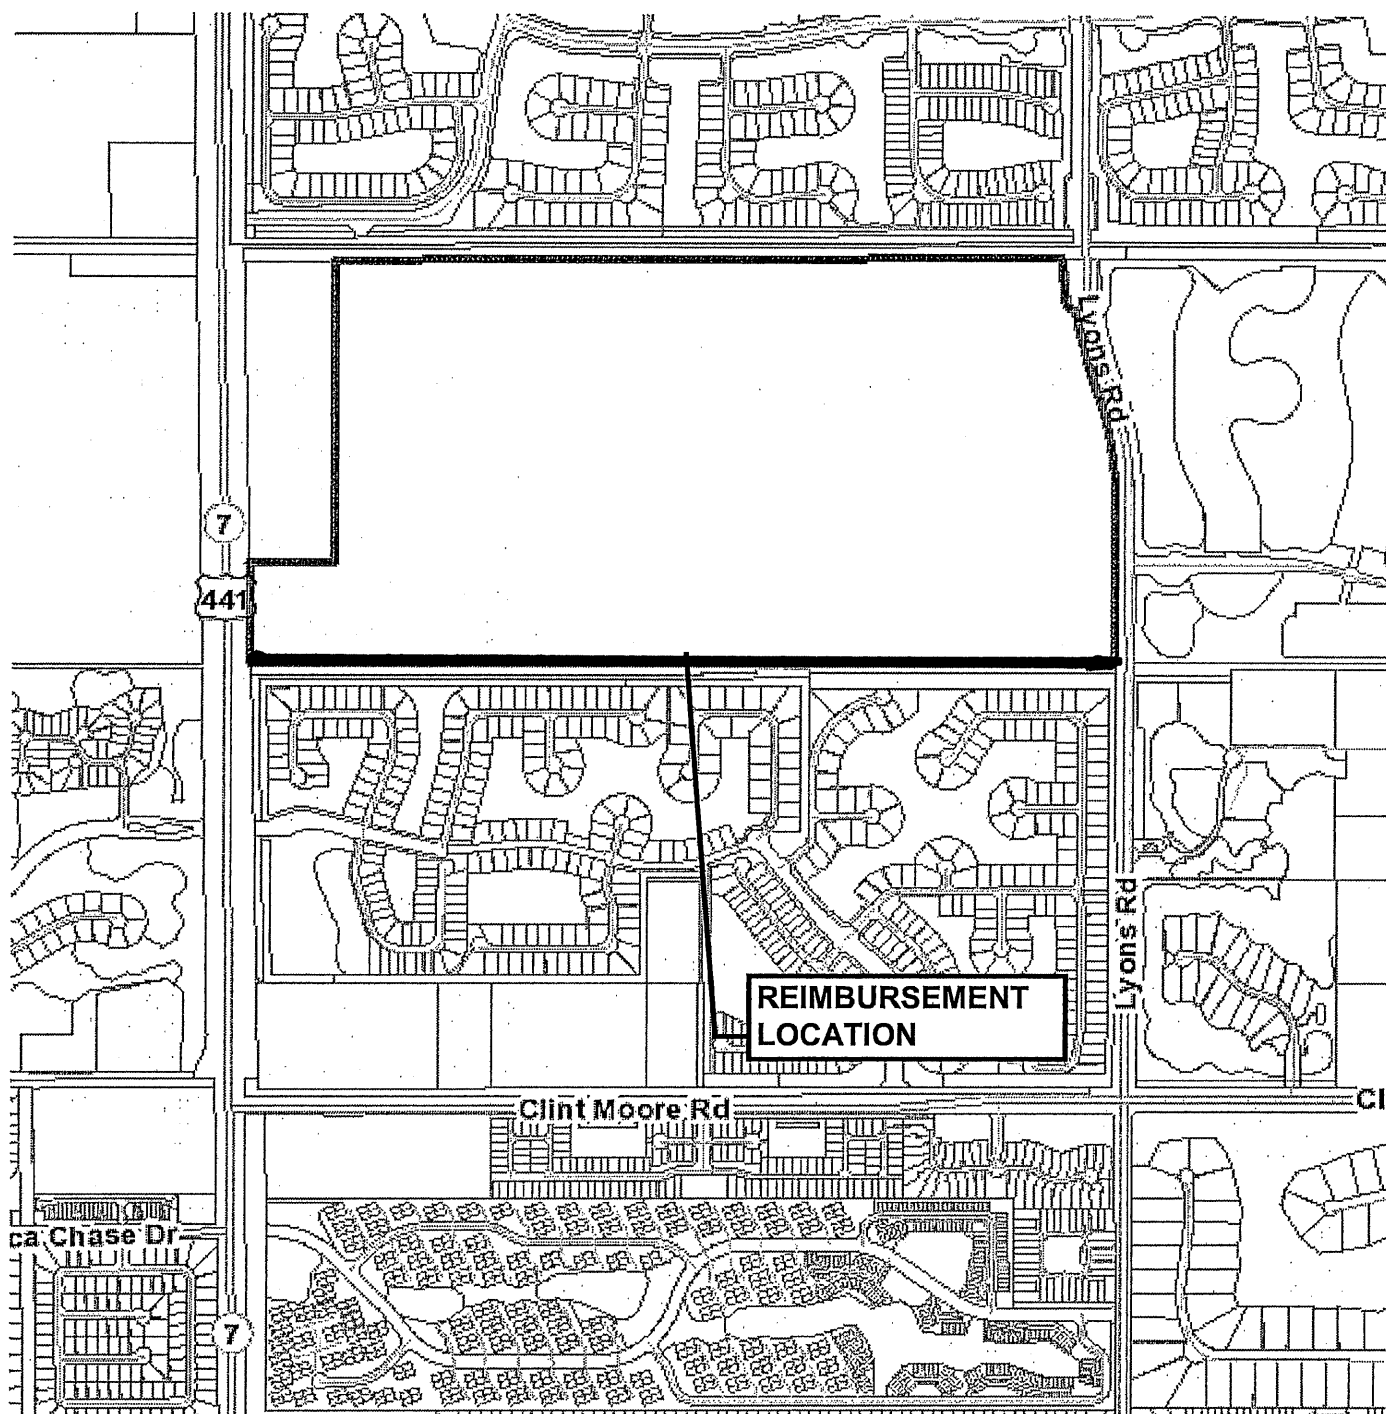 Lyons Rd
7
441
Lyons Rd
REIMBURSEMENT
LOCATION
Clint Moore Rd
Cl
ca Chase Dr
7